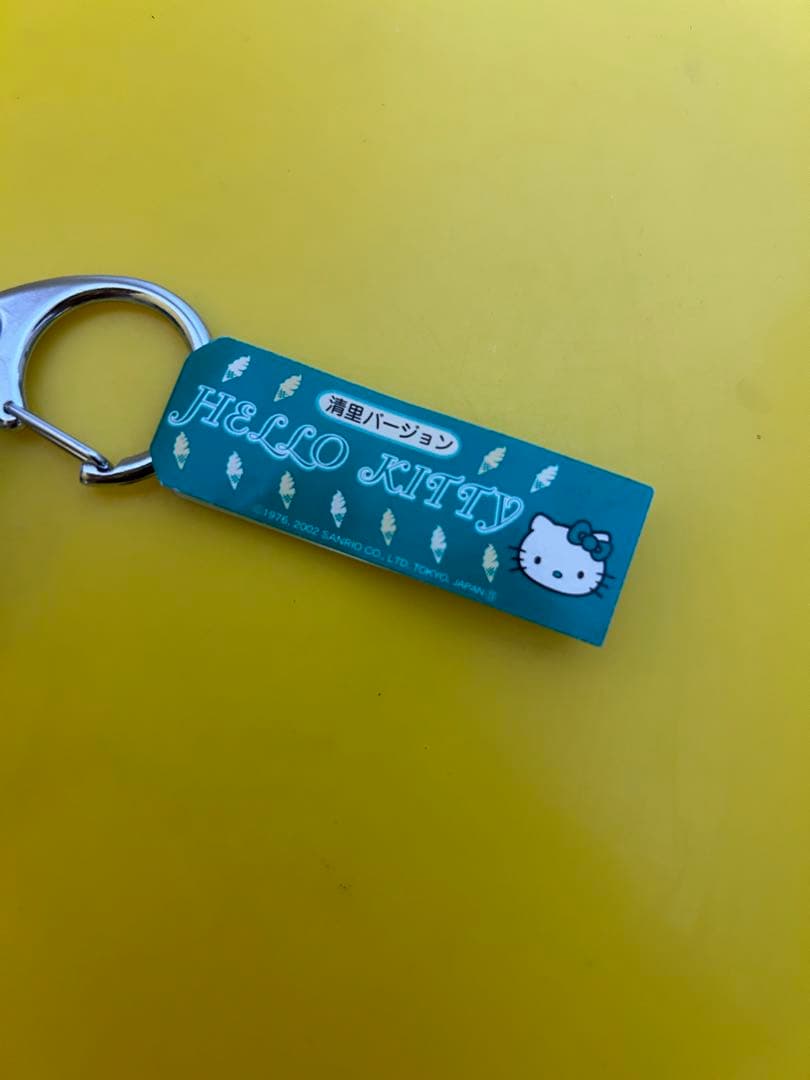 清里バージョン
HELLO KITTY
©1976, 2002 SANRIO CO., LTD. TOKYO, JAPAN